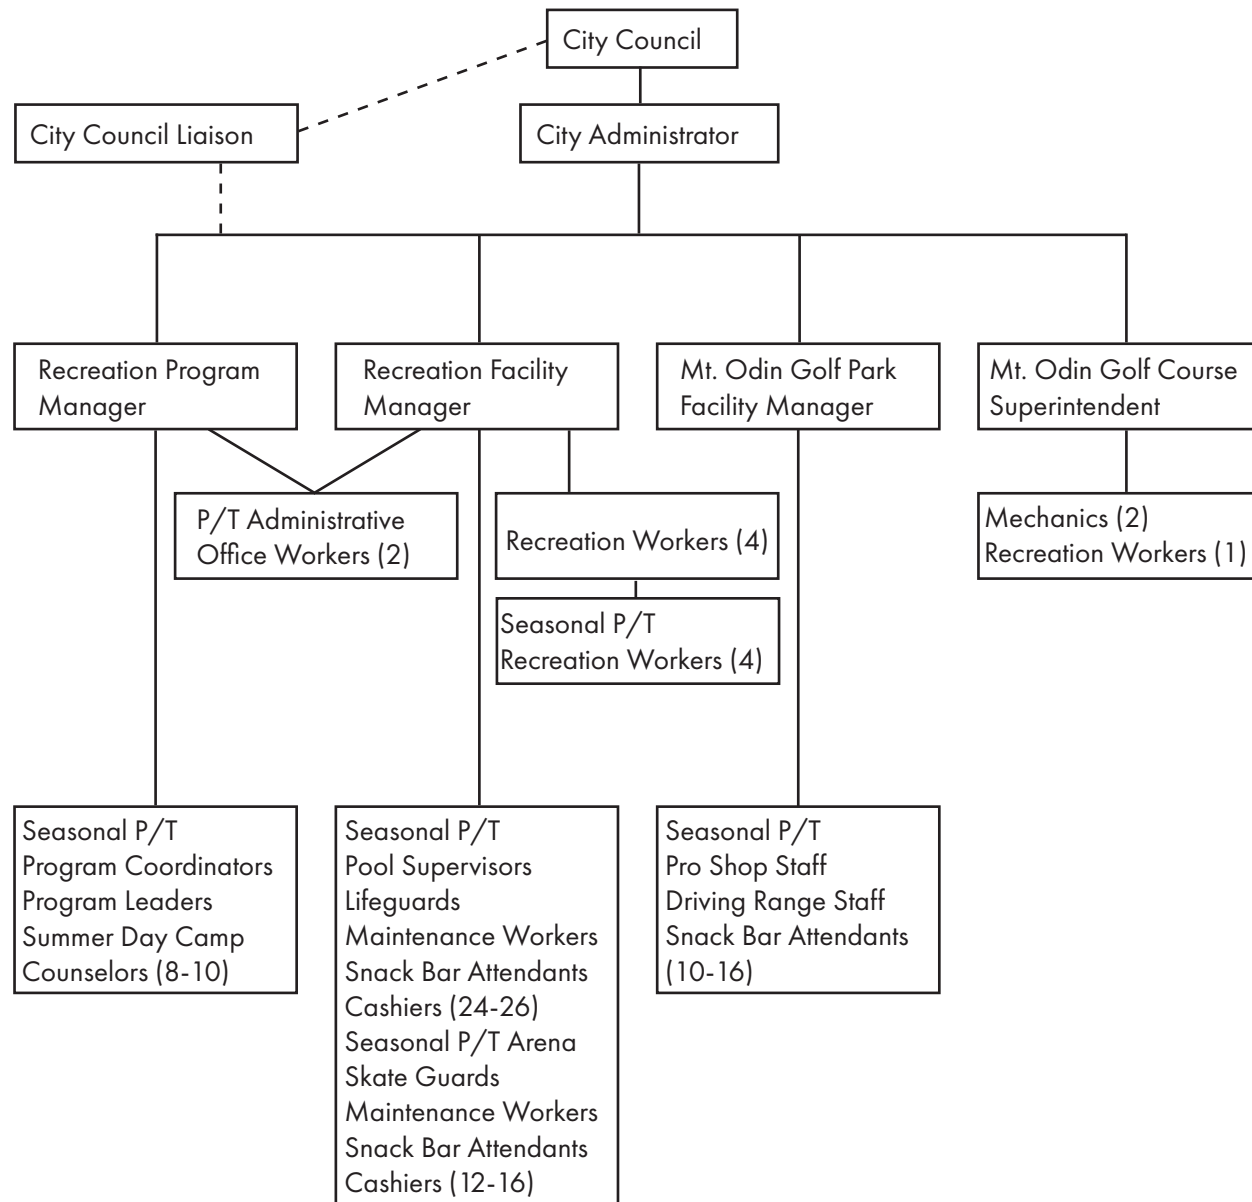 City Council
City Council Liaison
City Administrator
Recreation Program
Manager
Recreation Facility
Manager
Mt. Odin Golf Park
Facility Manager
Mt. Odin Golf Course
Superintendent
P/T Administrative
Office Workers (2)
Recreation Workers (4)
Mechanics (2)
Recreation Workers (1)
Seasonal P/T
Recreation Workers (4)
Seasonal P/T
Program Coordinators
Program Leaders
Summer Day Camp
Counselors (8-10)
Seasonal P/T
Pool Supervisors
Lifeguards
Maintenance Workers
Snack Bar Attendants
Cashiers (24-26)
Seasonal P/T Arena
Skate Guards
Maintenance Workers
Snack Bar Attendants
Cashiers (12-16)
Seasonal P/T
Pro Shop Staff
Driving Range Staff
Snack Bar Attendants
(10-16)